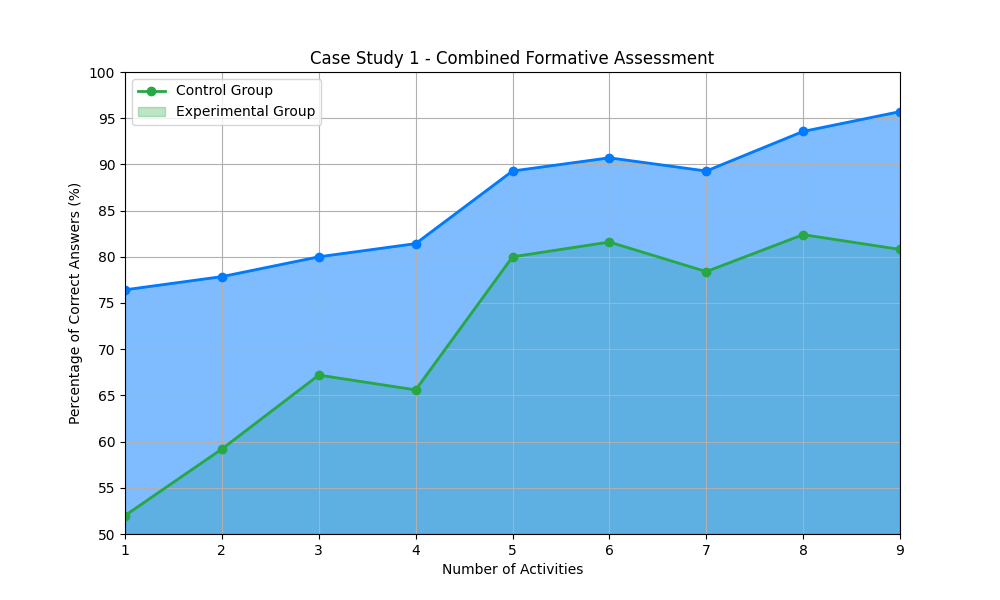 Case Study 1 - Combined Formative Assessment
Control Group
Experimental Group
Percentage of Correct Answers (%)
100
95
90
85
80
75
70
65
60
55
50
1 2 3 4 5 6 7 8 9
Number of Activities